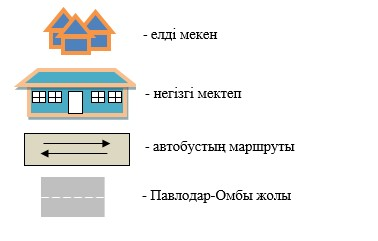 - елді мекен
- негізгі мектеп
- автобустың маршруты
- Павлодар-Омбы жолы